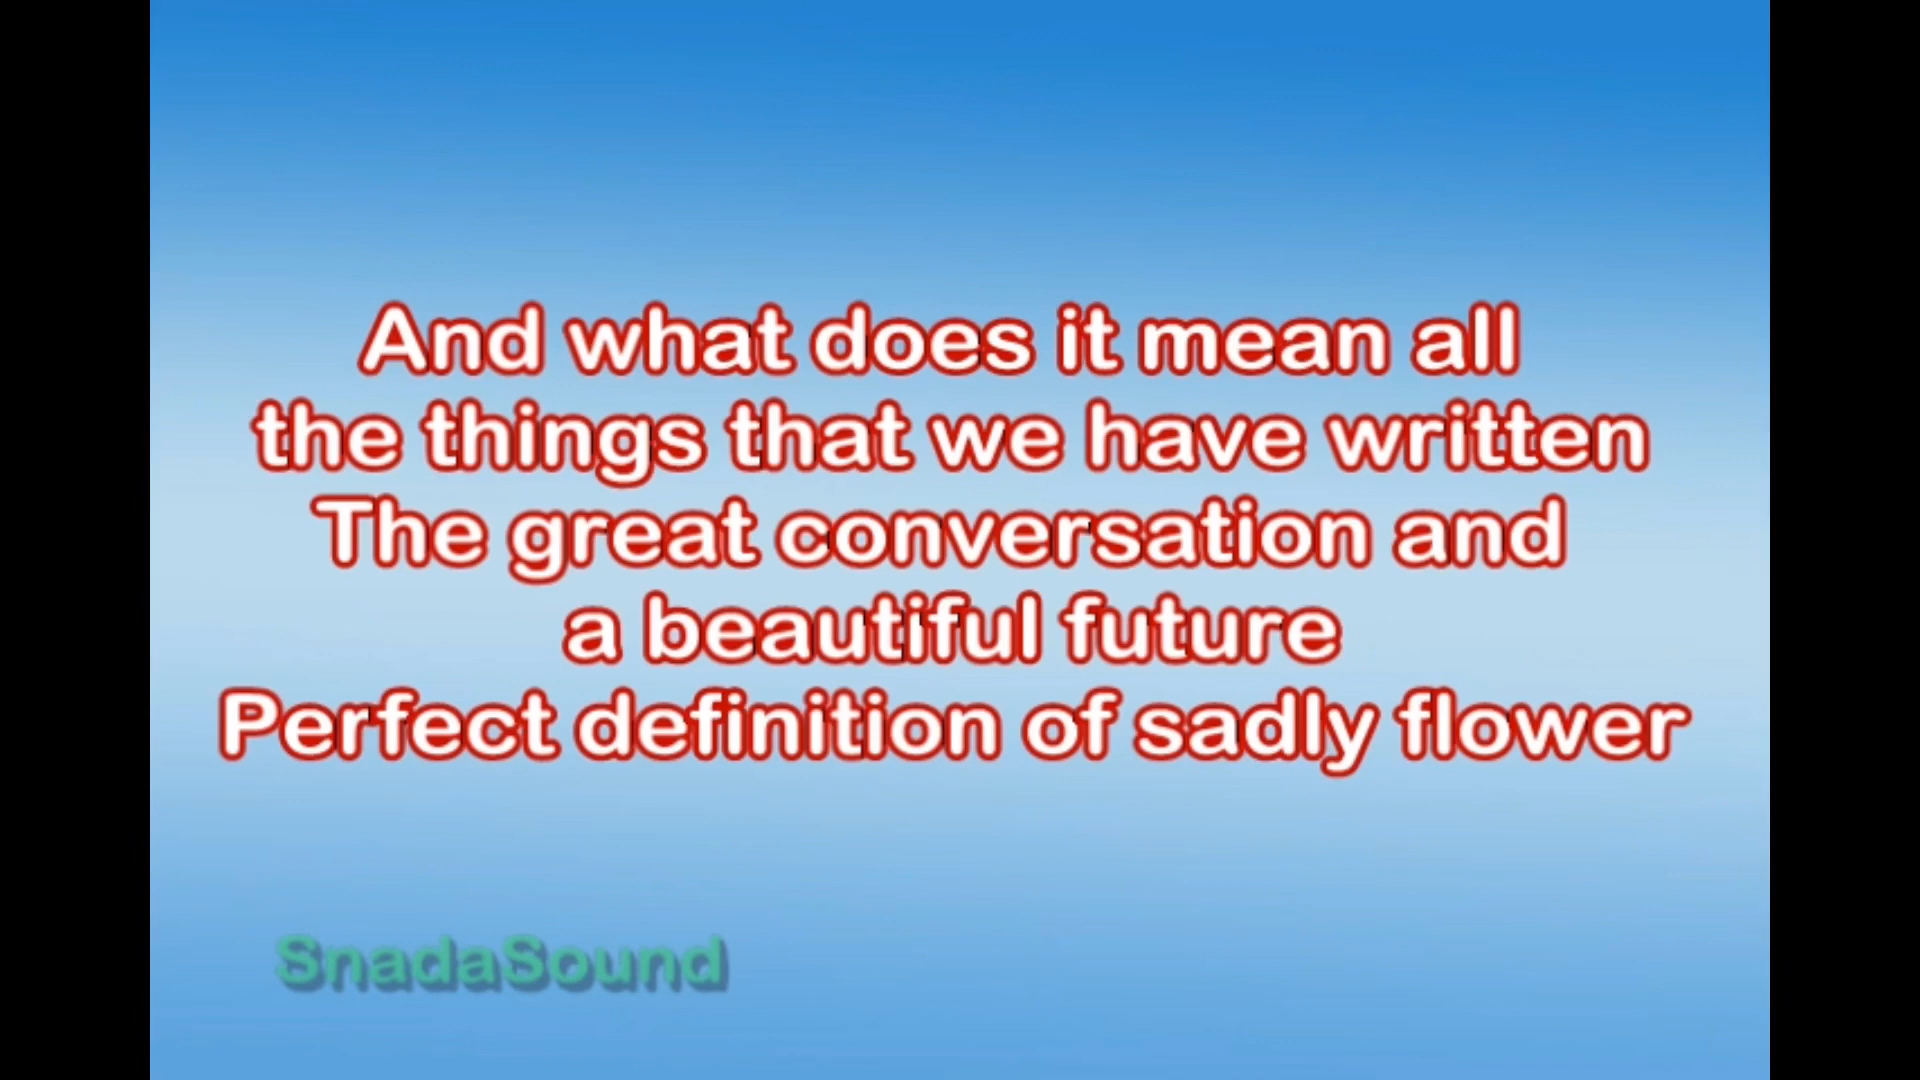 And what does it mean all
the things that we have written
The great conversation and
a beautiful future
Perfect definition of sadly flower
SnadaSound